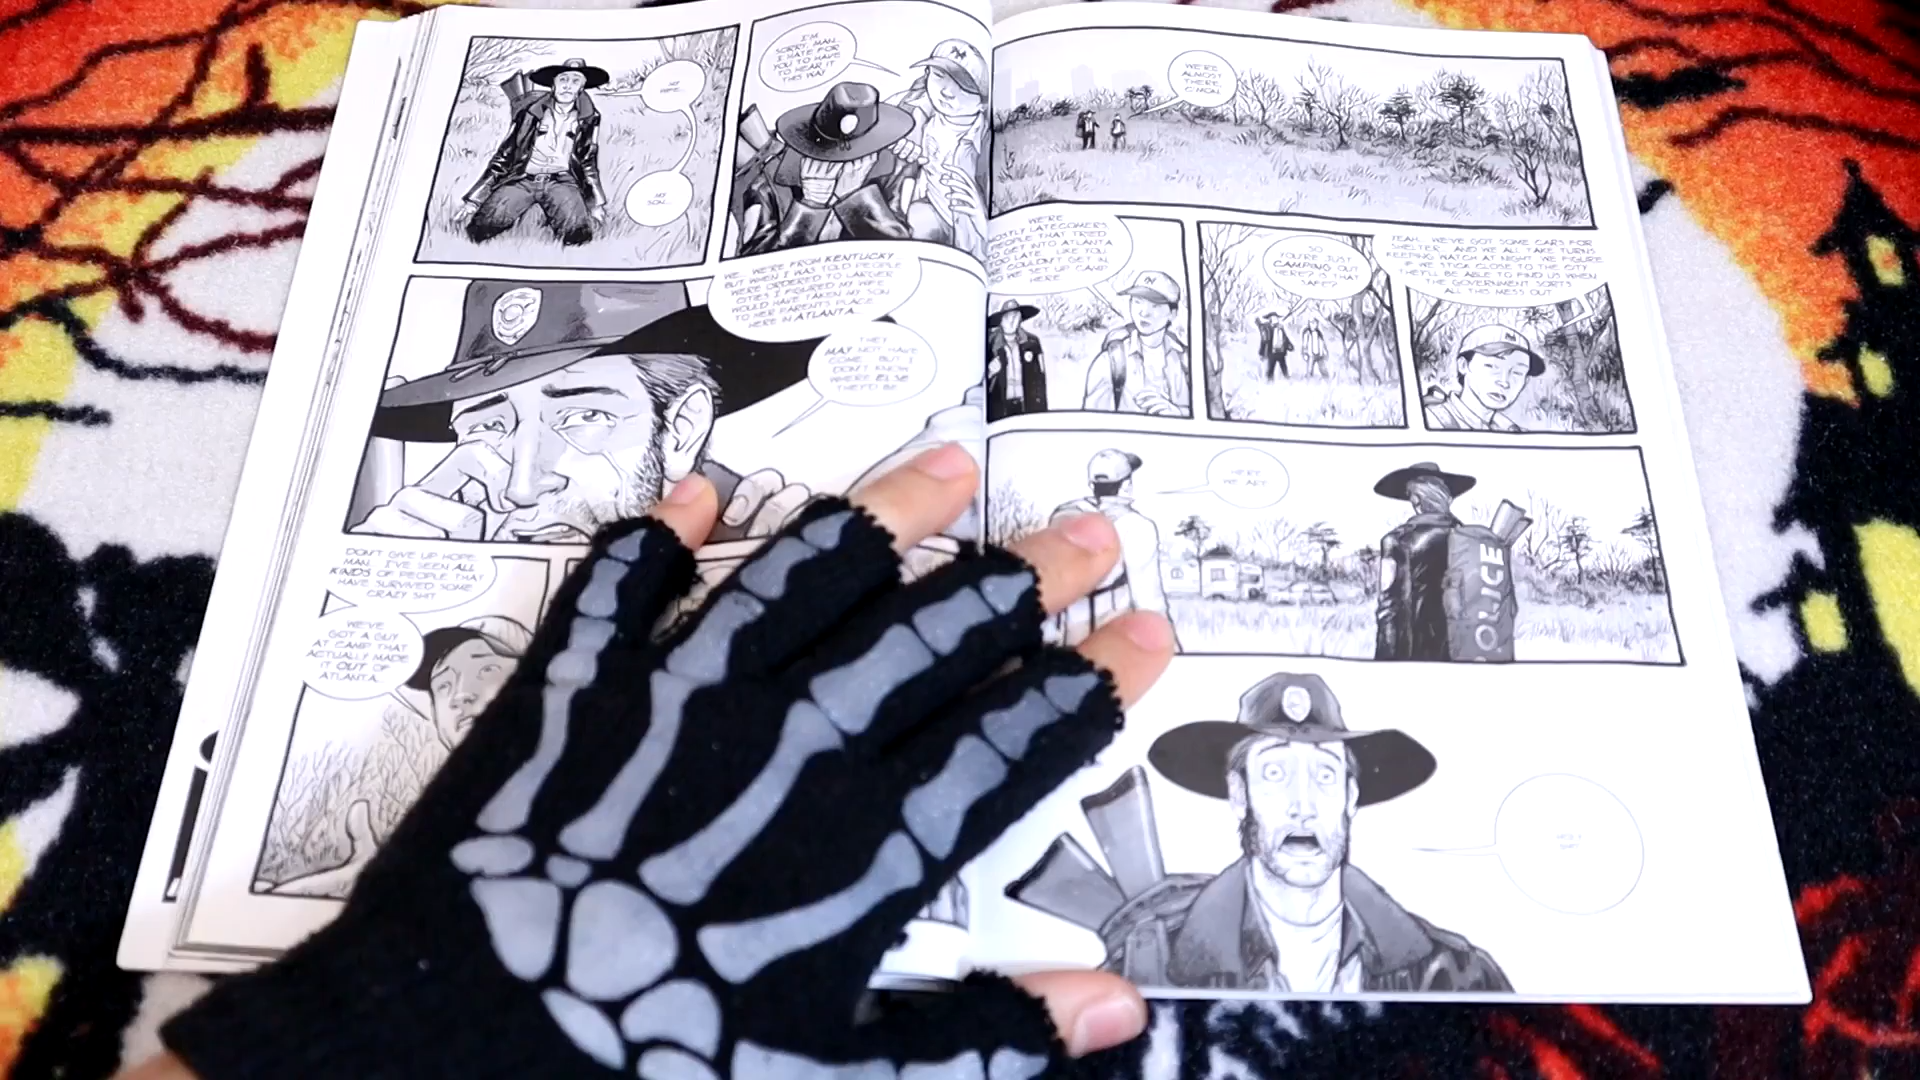 MY
WIFE...
MY
SON...
I'M
SORRY, MAN.
I HATE FOR
YOU TO HAVE
TO HEAR IT
THIS WAY.
WE... WE'RE FROM KENTUCKY
BUT WHEN I WAS TOLD PEOPLE
WERE ORDERED TO LARGER
CITIES I FIGURED MY WIFE
WOULD HAVE TAKEN MY SON
TO HER PARENTS PLACE
HERE IN ATLANTA...
THEY
MAY NOT HAVE
COME. BUT I
DON'T KNOW
WHERE ELSE
THEY'D BE.
DON'T GIVE UP HOPE,
MAN. I'VE SEEN ALL
KINDS OF PEOPLE THAT
HAVE SURVIVED SOME
CRAZY SHIT.
WE'VE
GOT A GUY
AT CAMP THAT
ACTUALLY MADE
IT OUT OF
ATLANTA...
WE'RE
ALMOST
THERE.
C'MON.
WE'RE
MOSTLY LATECOMERS.
PEOPLE THAT TRIED
TO GET INTO ATLANTA
TOO LATE. LIKE YOU.
WE COULDN'T GET IN
SO WE SET UP CAMP
HERE.
SO
YOU'RE JUST
CAMPING OUT
HERE? IS THAT
SAFE?
YEAH. WE'VE GOT SOME CARS FOR
SHELTER. AND WE ALL TAKE TURNS
KEEPING WATCH AT NIGHT. WE FIGURE
IF WE STICK CLOSE TO THE CITY
THEY'LL BE ABLE TO FIND US WHEN
THE GOVERNMENT SORTS
ALL THIS MESS OUT.
HERE
WE ARE.
POLICE